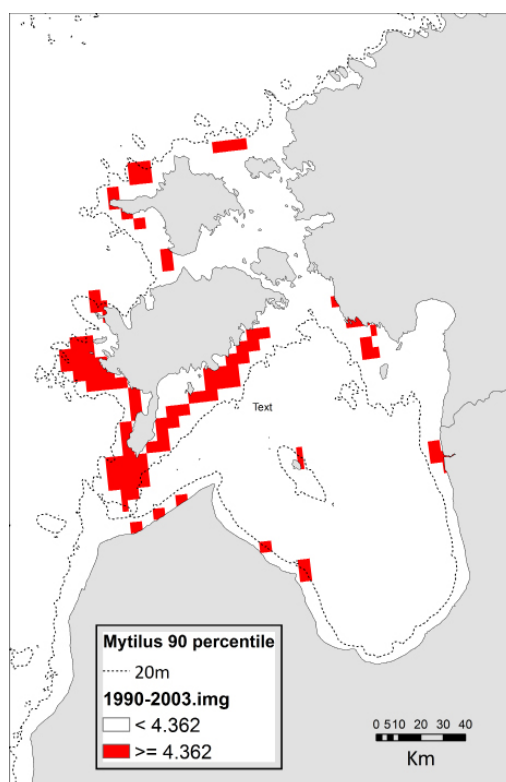 Text
Mytilus 90 percentile
20m
1990-2003.img
< 4.362
>= 4.362
0 510 20 30 40
Km